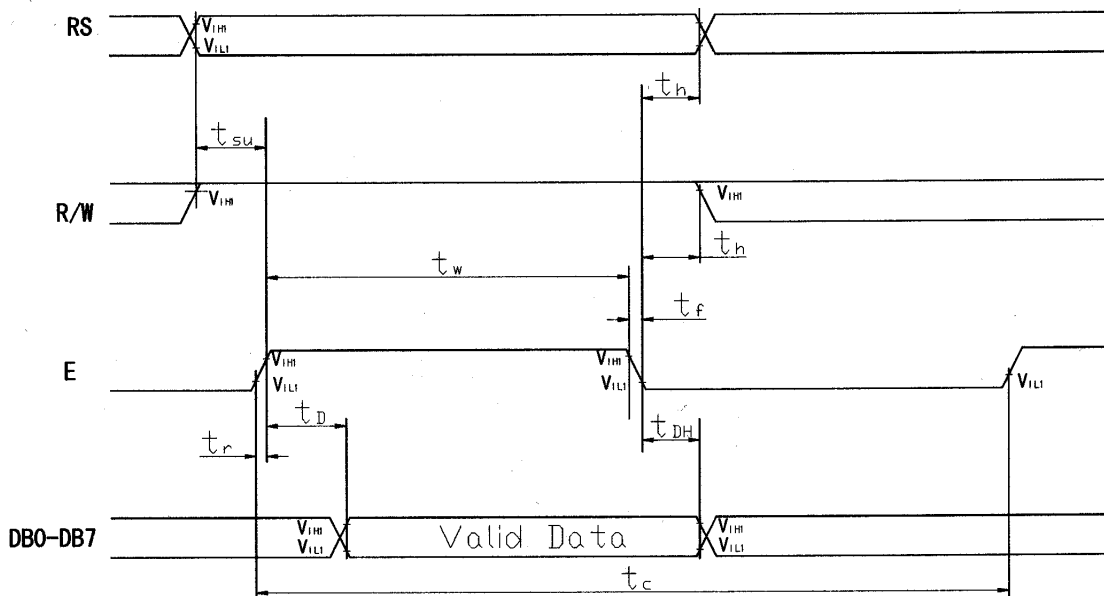 RS
VIH1
VIL1
th
tsu
R/W
VIH1
VIH1
th
tw
tf
E
VIH1
VIL1
VIH1
VIL1
VIL1
tD
tDH
tr
DB0-DB7
VIH1
VIL1
Valid Data
VIH1
VIL1
tc